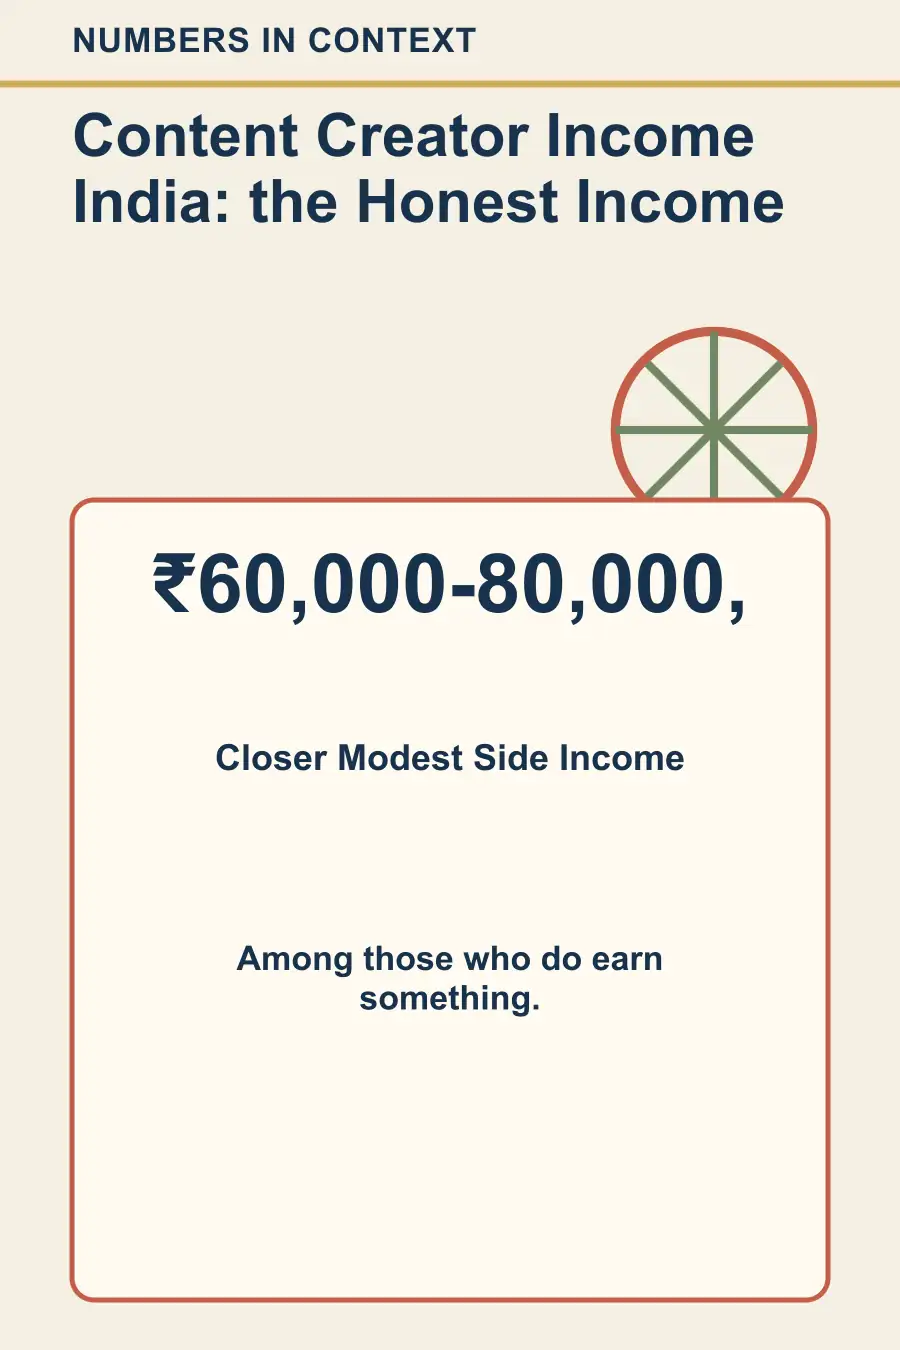 NUMBERS IN CONTEXT
Content Creator Income
India: the Honest Income
₹60,000-80,000,
Closer Modest Side Income
Among those who do earn
something.